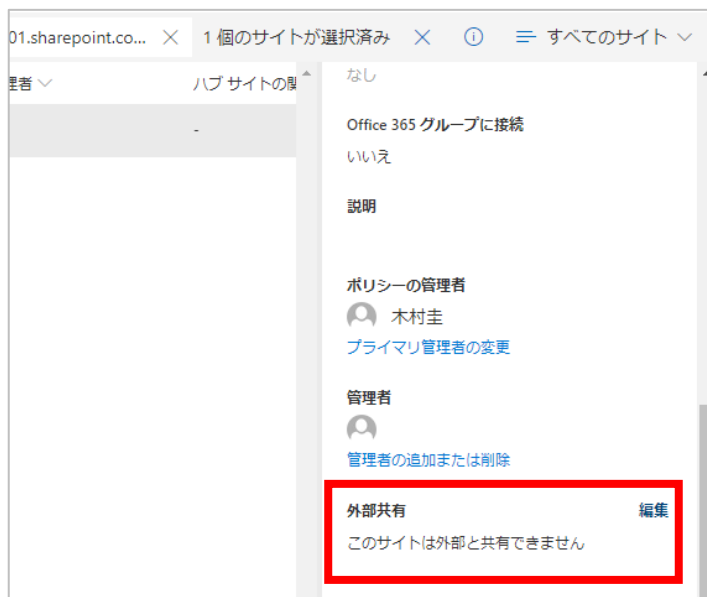 01.sharepoint.co...
1 個のサイトが選択済み
すべてのサイト
理者
ハブ サイトの関
-
なし
Office 365 グループに接続
いいえ
説明
ポリシーの管理者
木村圭
プライマリ管理者の変更
管理者
管理者の追加または削除
外部共有 編集
このサイトは外部と共有できません